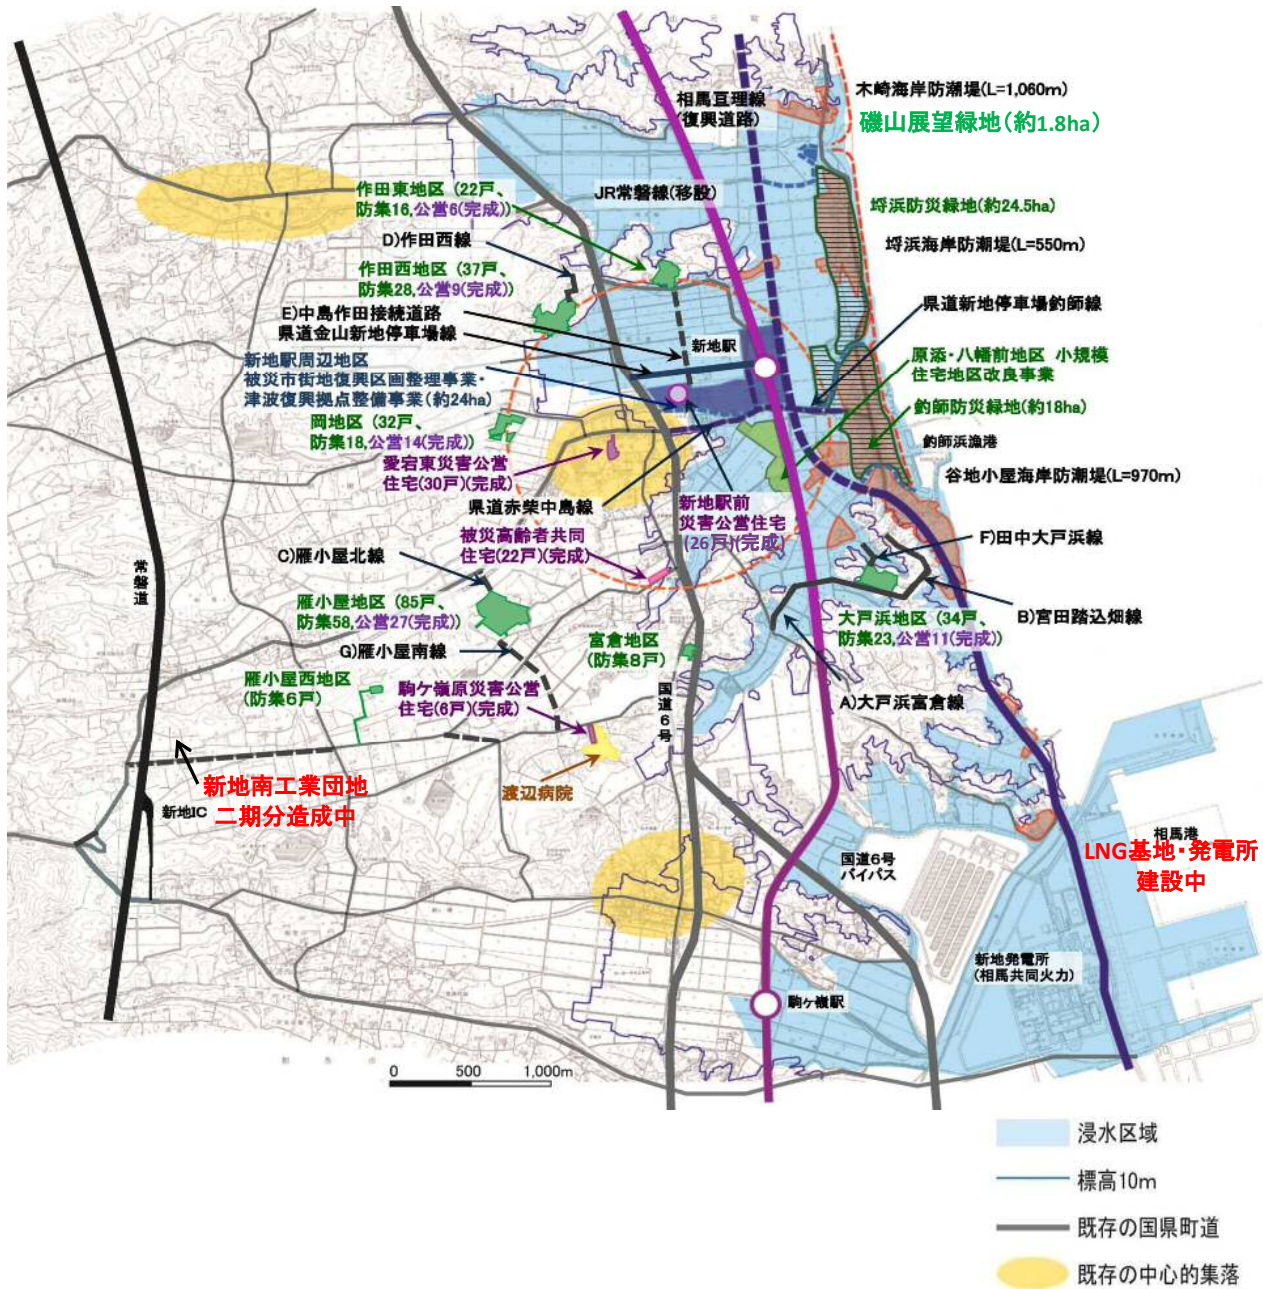 木崎海岸防潮堤(L=1,060m)
相馬亘理線
(復興道路)
磯山展望緑地(約1.8ha)
作田東地区 (22戸、
防集16,公営6(完成))
JR常磐線(移設)
埒浜防災緑地(約24.5ha)
D)作田西線
埒浜海岸防潮堤(L=550m)
作田西地区 (37戸、
防集28,公営9(完成))
E)中島作田接続道路
県道新地停車場釣師線
県道金山新地停車場線
新地駅
新地駅周辺地区
被災市街地復興区画整理事業・
津波復興拠点整備事業(約24ha)
原添・八幡前地区 小規模
住宅地区改良事業
釣師防災緑地(約18ha)
岡地区 (32戸、
防集18,公営14(完成))
釣師浜漁港
愛宕東災害公営
住宅(30戸)(完成)
谷地小屋海岸防潮堤(L=970m)
県道赤柴中島線
新地駅前
災害公営住宅
(26戸)(完成)
被災高齢者共同
住宅(22戸)(完成)
F)田中大戸浜線
C)雁小屋北線
常磐道
雁小屋地区 (85戸、
防集58,公営27(完成))
大戸浜地区 (34戸、
防集23,公営11(完成))
B)宮田踏込畑線
G)雁小屋南線
富倉地区
(防集8戸)
雁小屋西地区
(防集6戸)
駒ケ嶺原災害公営
住宅(6戸)(完成)
国道6号
A)大戸浜富倉線
新地南工業団地
二期分造成中
渡辺病院
新地IC
相馬港
LNG基地・発電所
建設中
国道6号
バイパス
新地発電所
(相馬共同火力)
駒ヶ嶺駅
0 500 1,000m
浸水区域
標高10m
既存の国県町道
既存の中心的集落